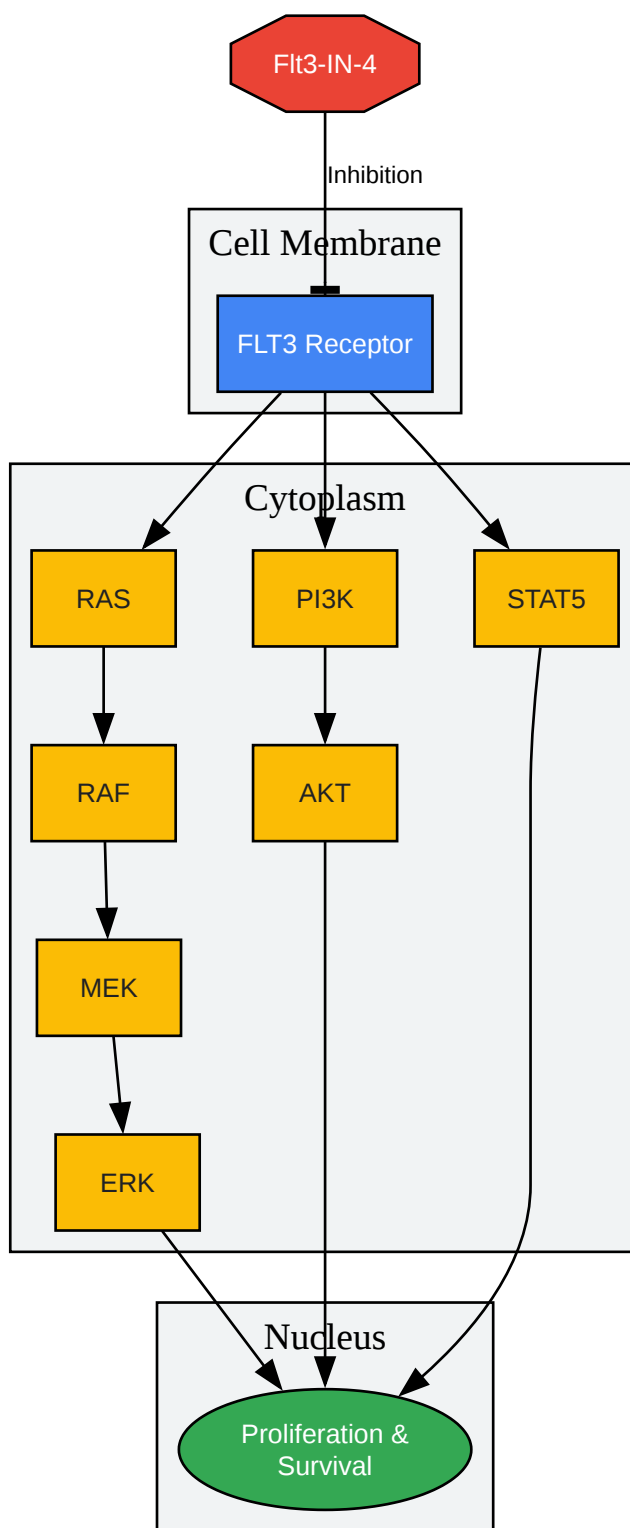 Flt3-IN-4
Inhibition
Cell Membrane
FLT3 Receptor
Cytoplasm
RAS
PI3K
STAT5
RAF
AKT
MEK
ERK
Nucleus
Proliferation &
Survival